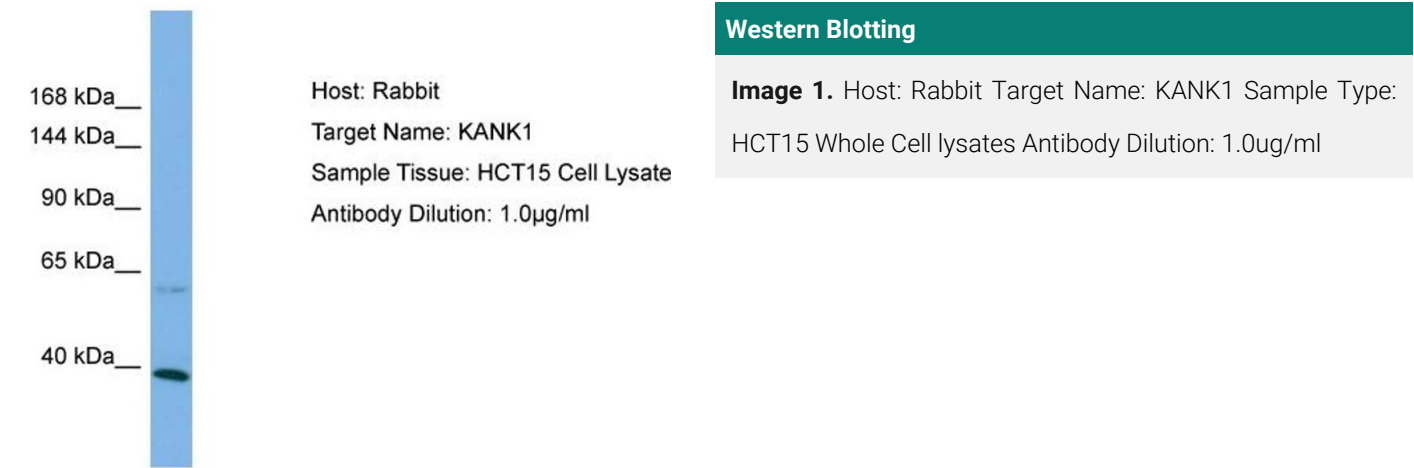 168 kDa__
144 kDa__
90 kDa__
65 kDa__
40 kDa__
Host: Rabbit
Target Name: KANK1
Sample Tissue: HCT15 Cell Lysate
Antibody Dilution: 1.0µg/ml
Western Blotting
Image 1. Host: Rabbit Target Name: KANK1 Sample Type:
HCT15 Whole Cell lysates Antibody Dilution: 1.0ug/ml